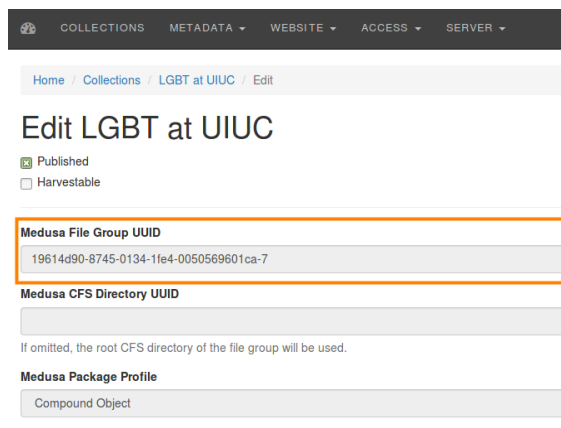 COLLECTIONS METADATA WEBSITE ACCESS SERVER
Home / Collections / LGBT at UIUC / Edit
Edit LGBT at UIUC
Published
Harvestable
Medusa File Group UUID
19614d90-8745-0134-1fe4-0050569601ca-7
Medusa CFS Directory UUID
If omitted, the root CFS directory of the file group will be used.
Medusa Package Profile
Compound Object